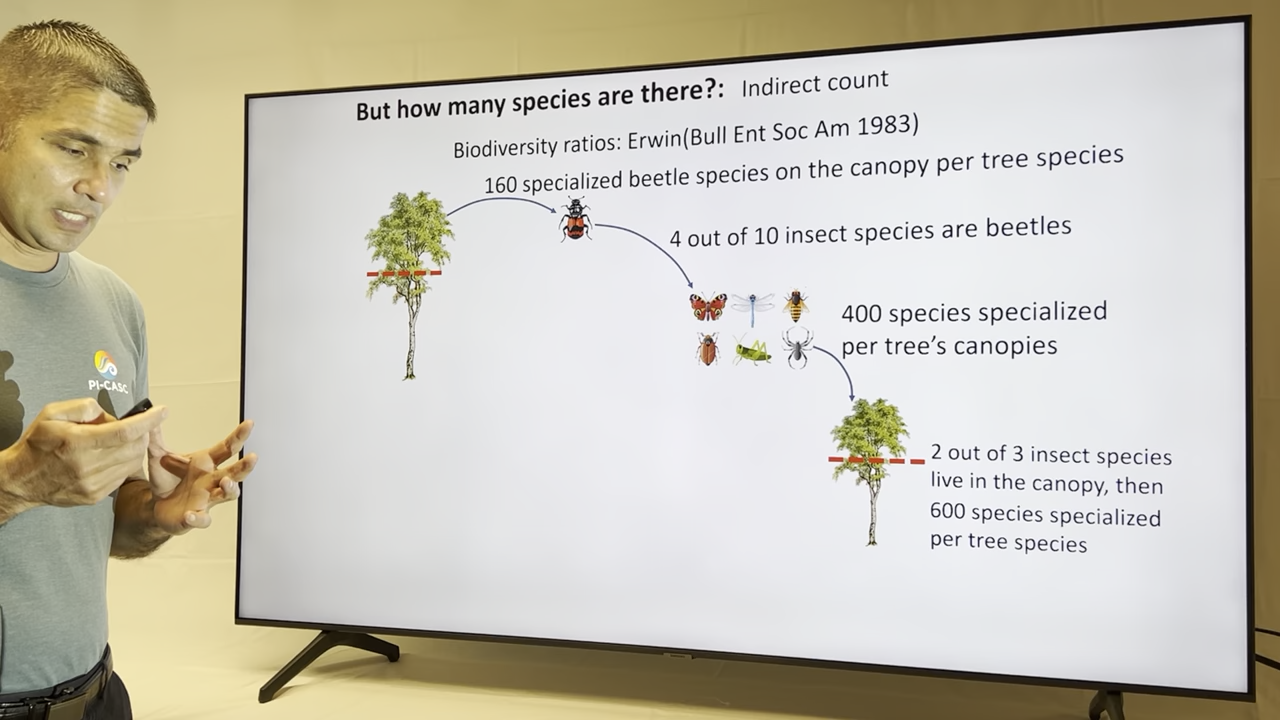 But how many species are there?: Indirect count
Biodiversity ratios: Erwin(Bull Ent Soc Am 1983)
160 specialized beetle species on the canopy per tree species
4 out of 10 insect species are beetles
400 species specialized
per tree's canopies
2 out of 3 insect species
live in the canopy, then
600 species specialized
per tree species
PI-CASC